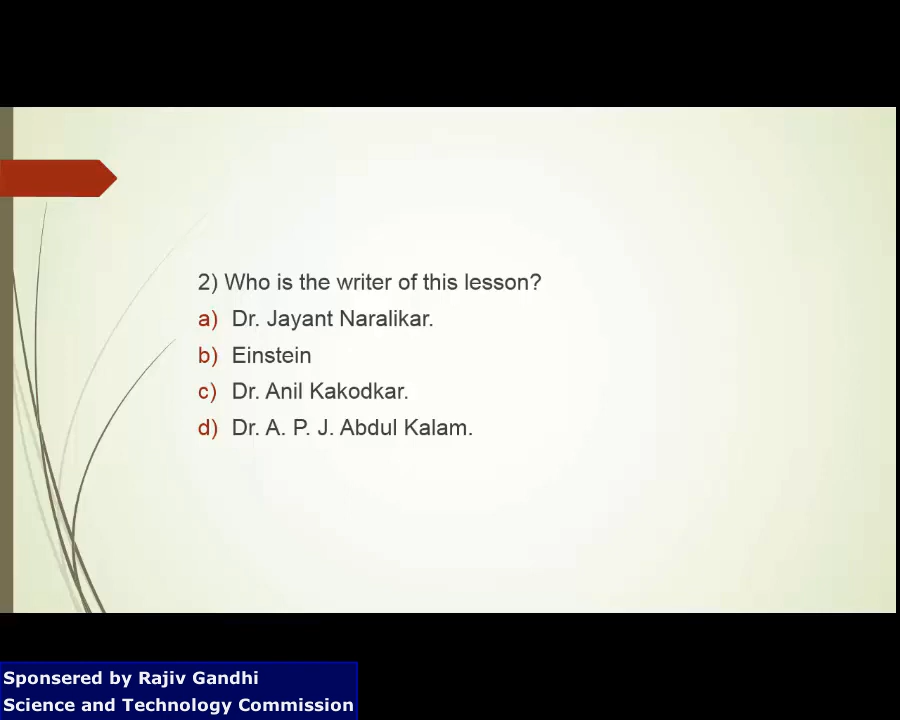 2) Who is the writer of this lesson?
a) Dr. Jayant Naralikar.
b) Einstein
c) Dr. Anil Kakodkar.
d) Dr. A. P. J. Abdul Kalam.
Sponsered by Rajiv Gandhi
Science and Technology Commission